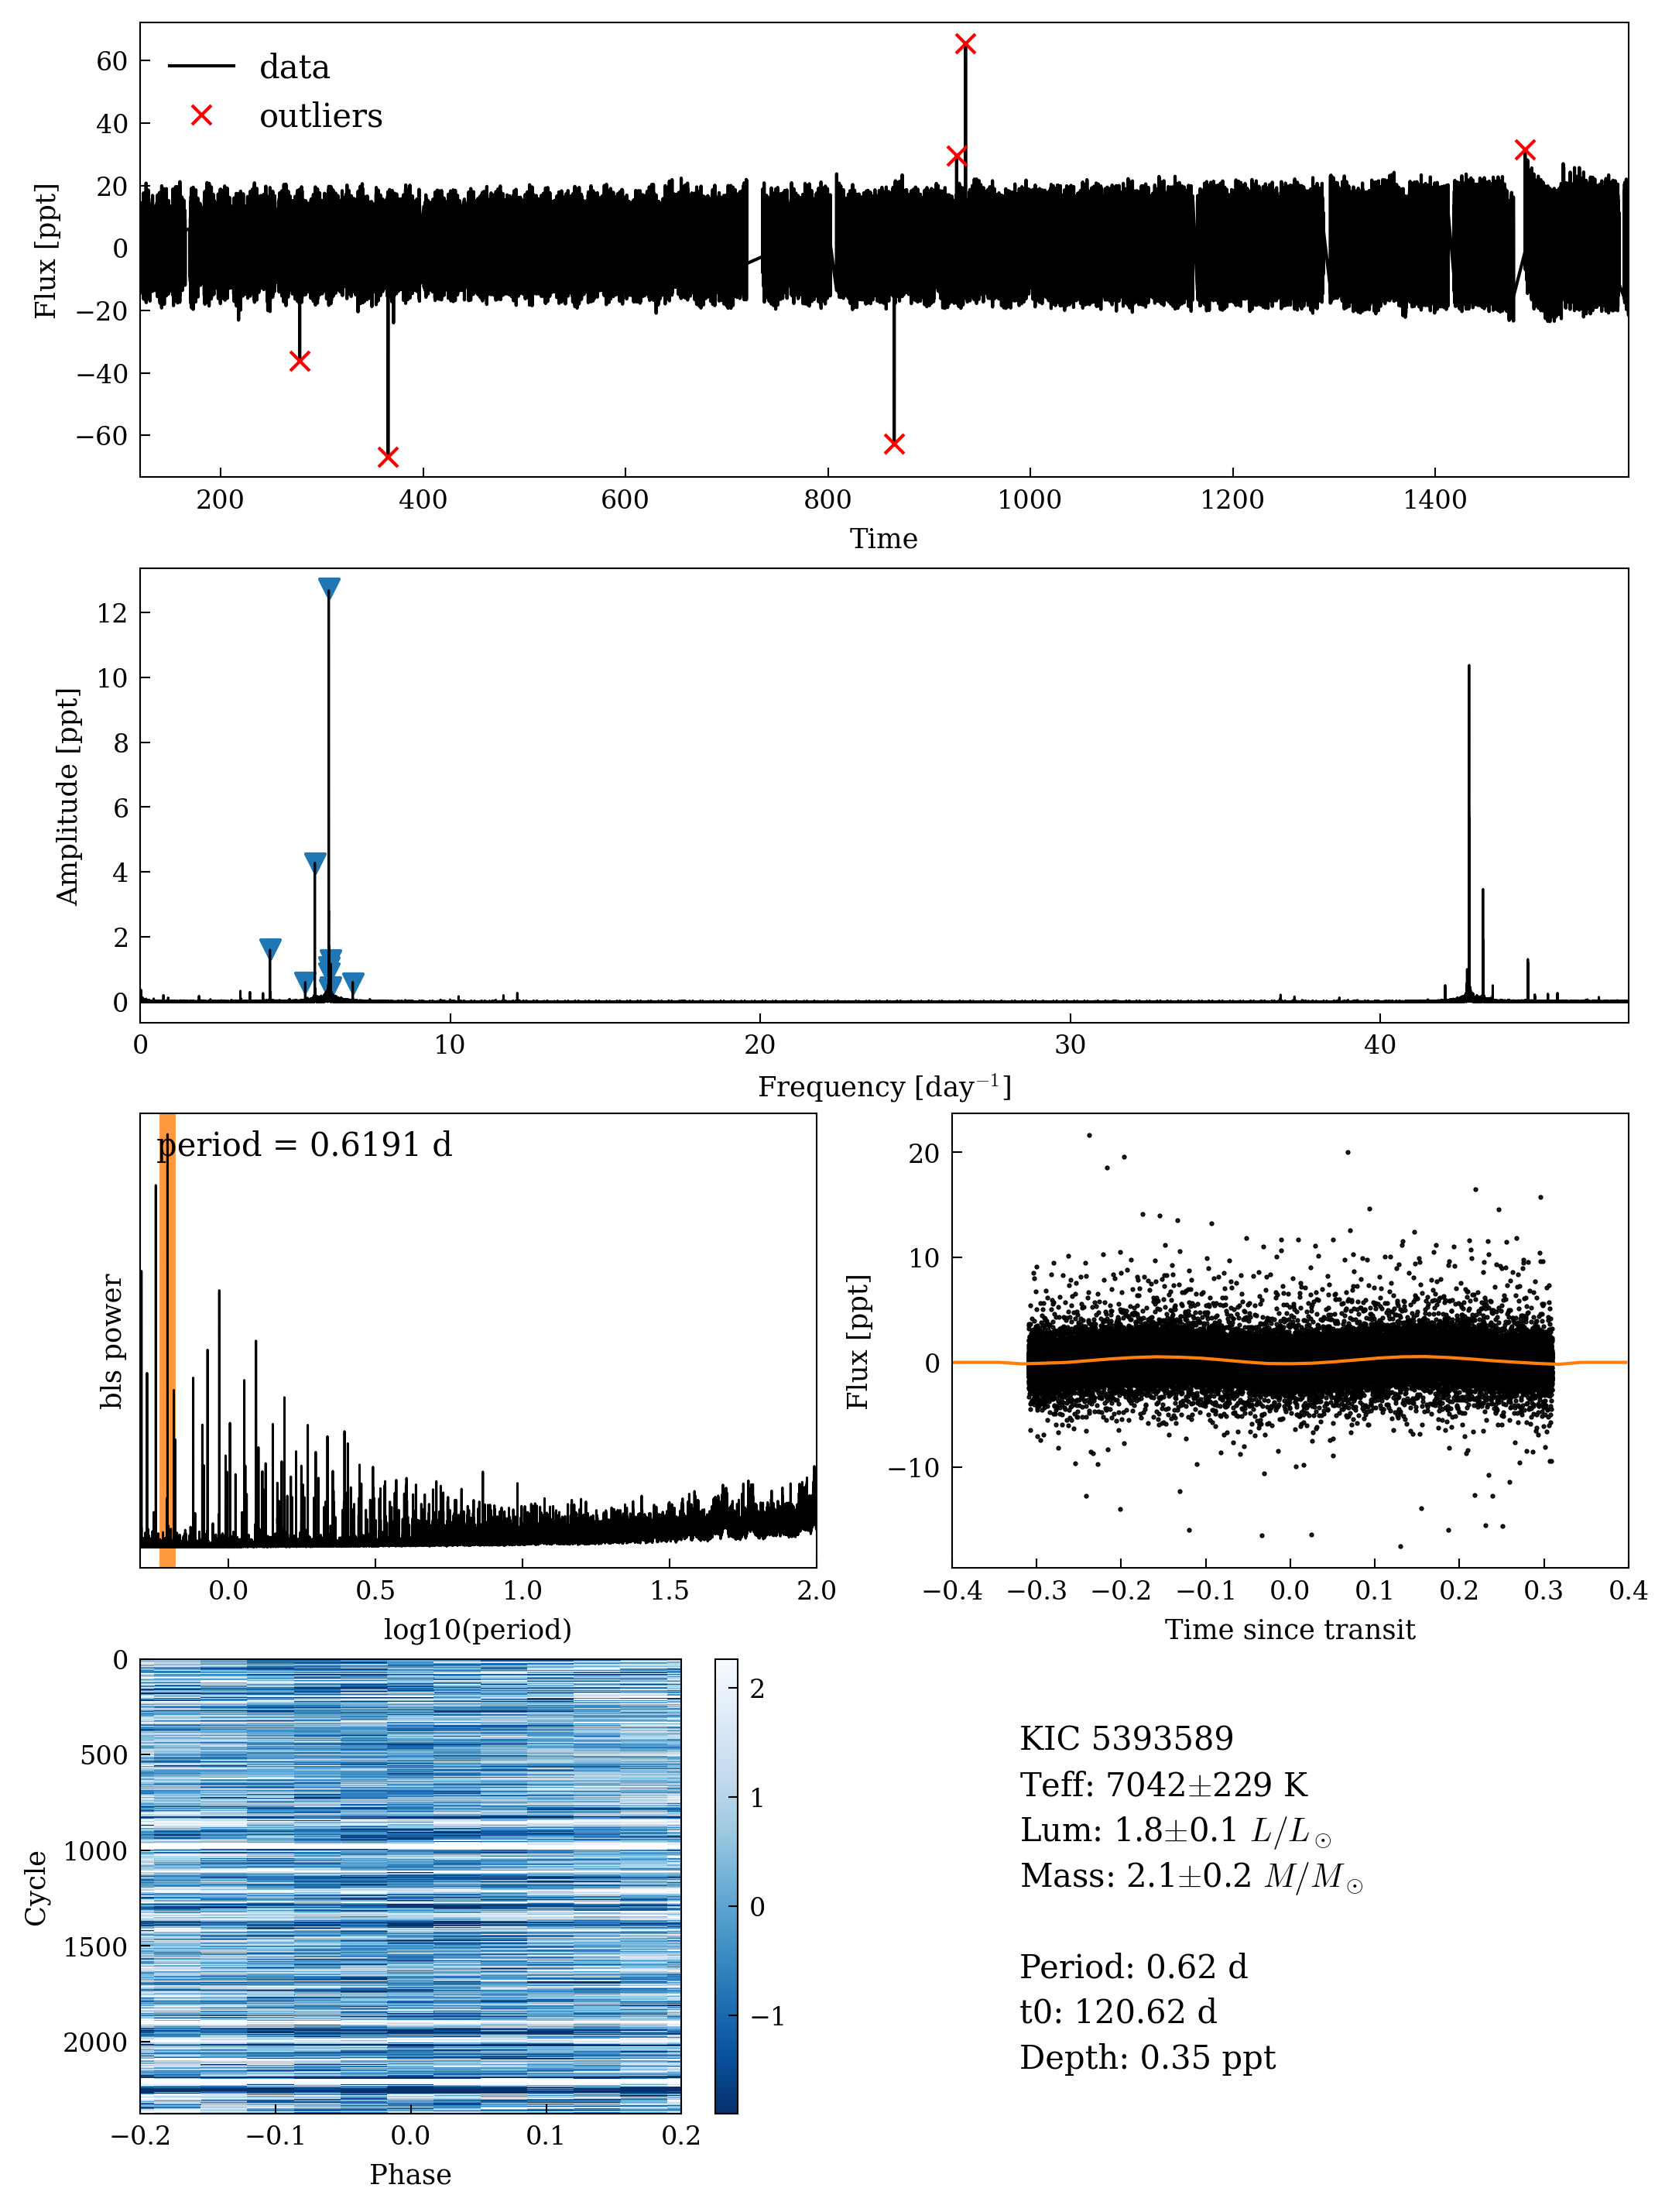 60
40
20
0
−20
−40
−60
Flux [ppt]
data
outliers
200 400 600 800 1000 1200 1400
Time
12
10
8
6
4
2
0
Amplitude [ppt]
0 10 20 30 40
Frequency [day⁻¹]
bls power
period = 0.6191 d
0.0 0.5 1.0 1.5 2.0
log10(period)
20
10
0
−10
Flux [ppt]
−0.4 −0.3 −0.2 −0.1 0.0 0.1 0.2 0.3 0.4
Time since transit
0
500
1000
1500
2000
Cycle
−0.2 −0.1 0.0 0.1 0.2
Phase
2
1
0
−1
KIC 5393589
Teff: 7042±229 K
Lum: 1.8±0.1 L/L⊙
Mass: 2.1±0.2 M/M⊙
Period: 0.62 d
t0: 120.62 d
Depth: 0.35 ppt